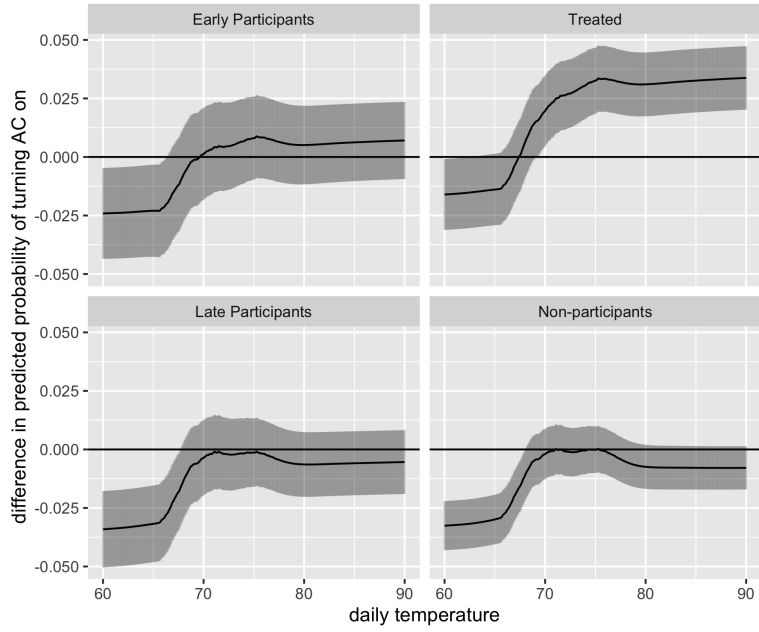 difference in predicted probability of turning AC on
Early Participants
Treated
0.050
0.025
0.000
-0.025
-0.050
Late Participants
Non-participants
0.050
0.025
0.000
-0.025
-0.050
60 70 80 90 60 70 80 90
daily temperature